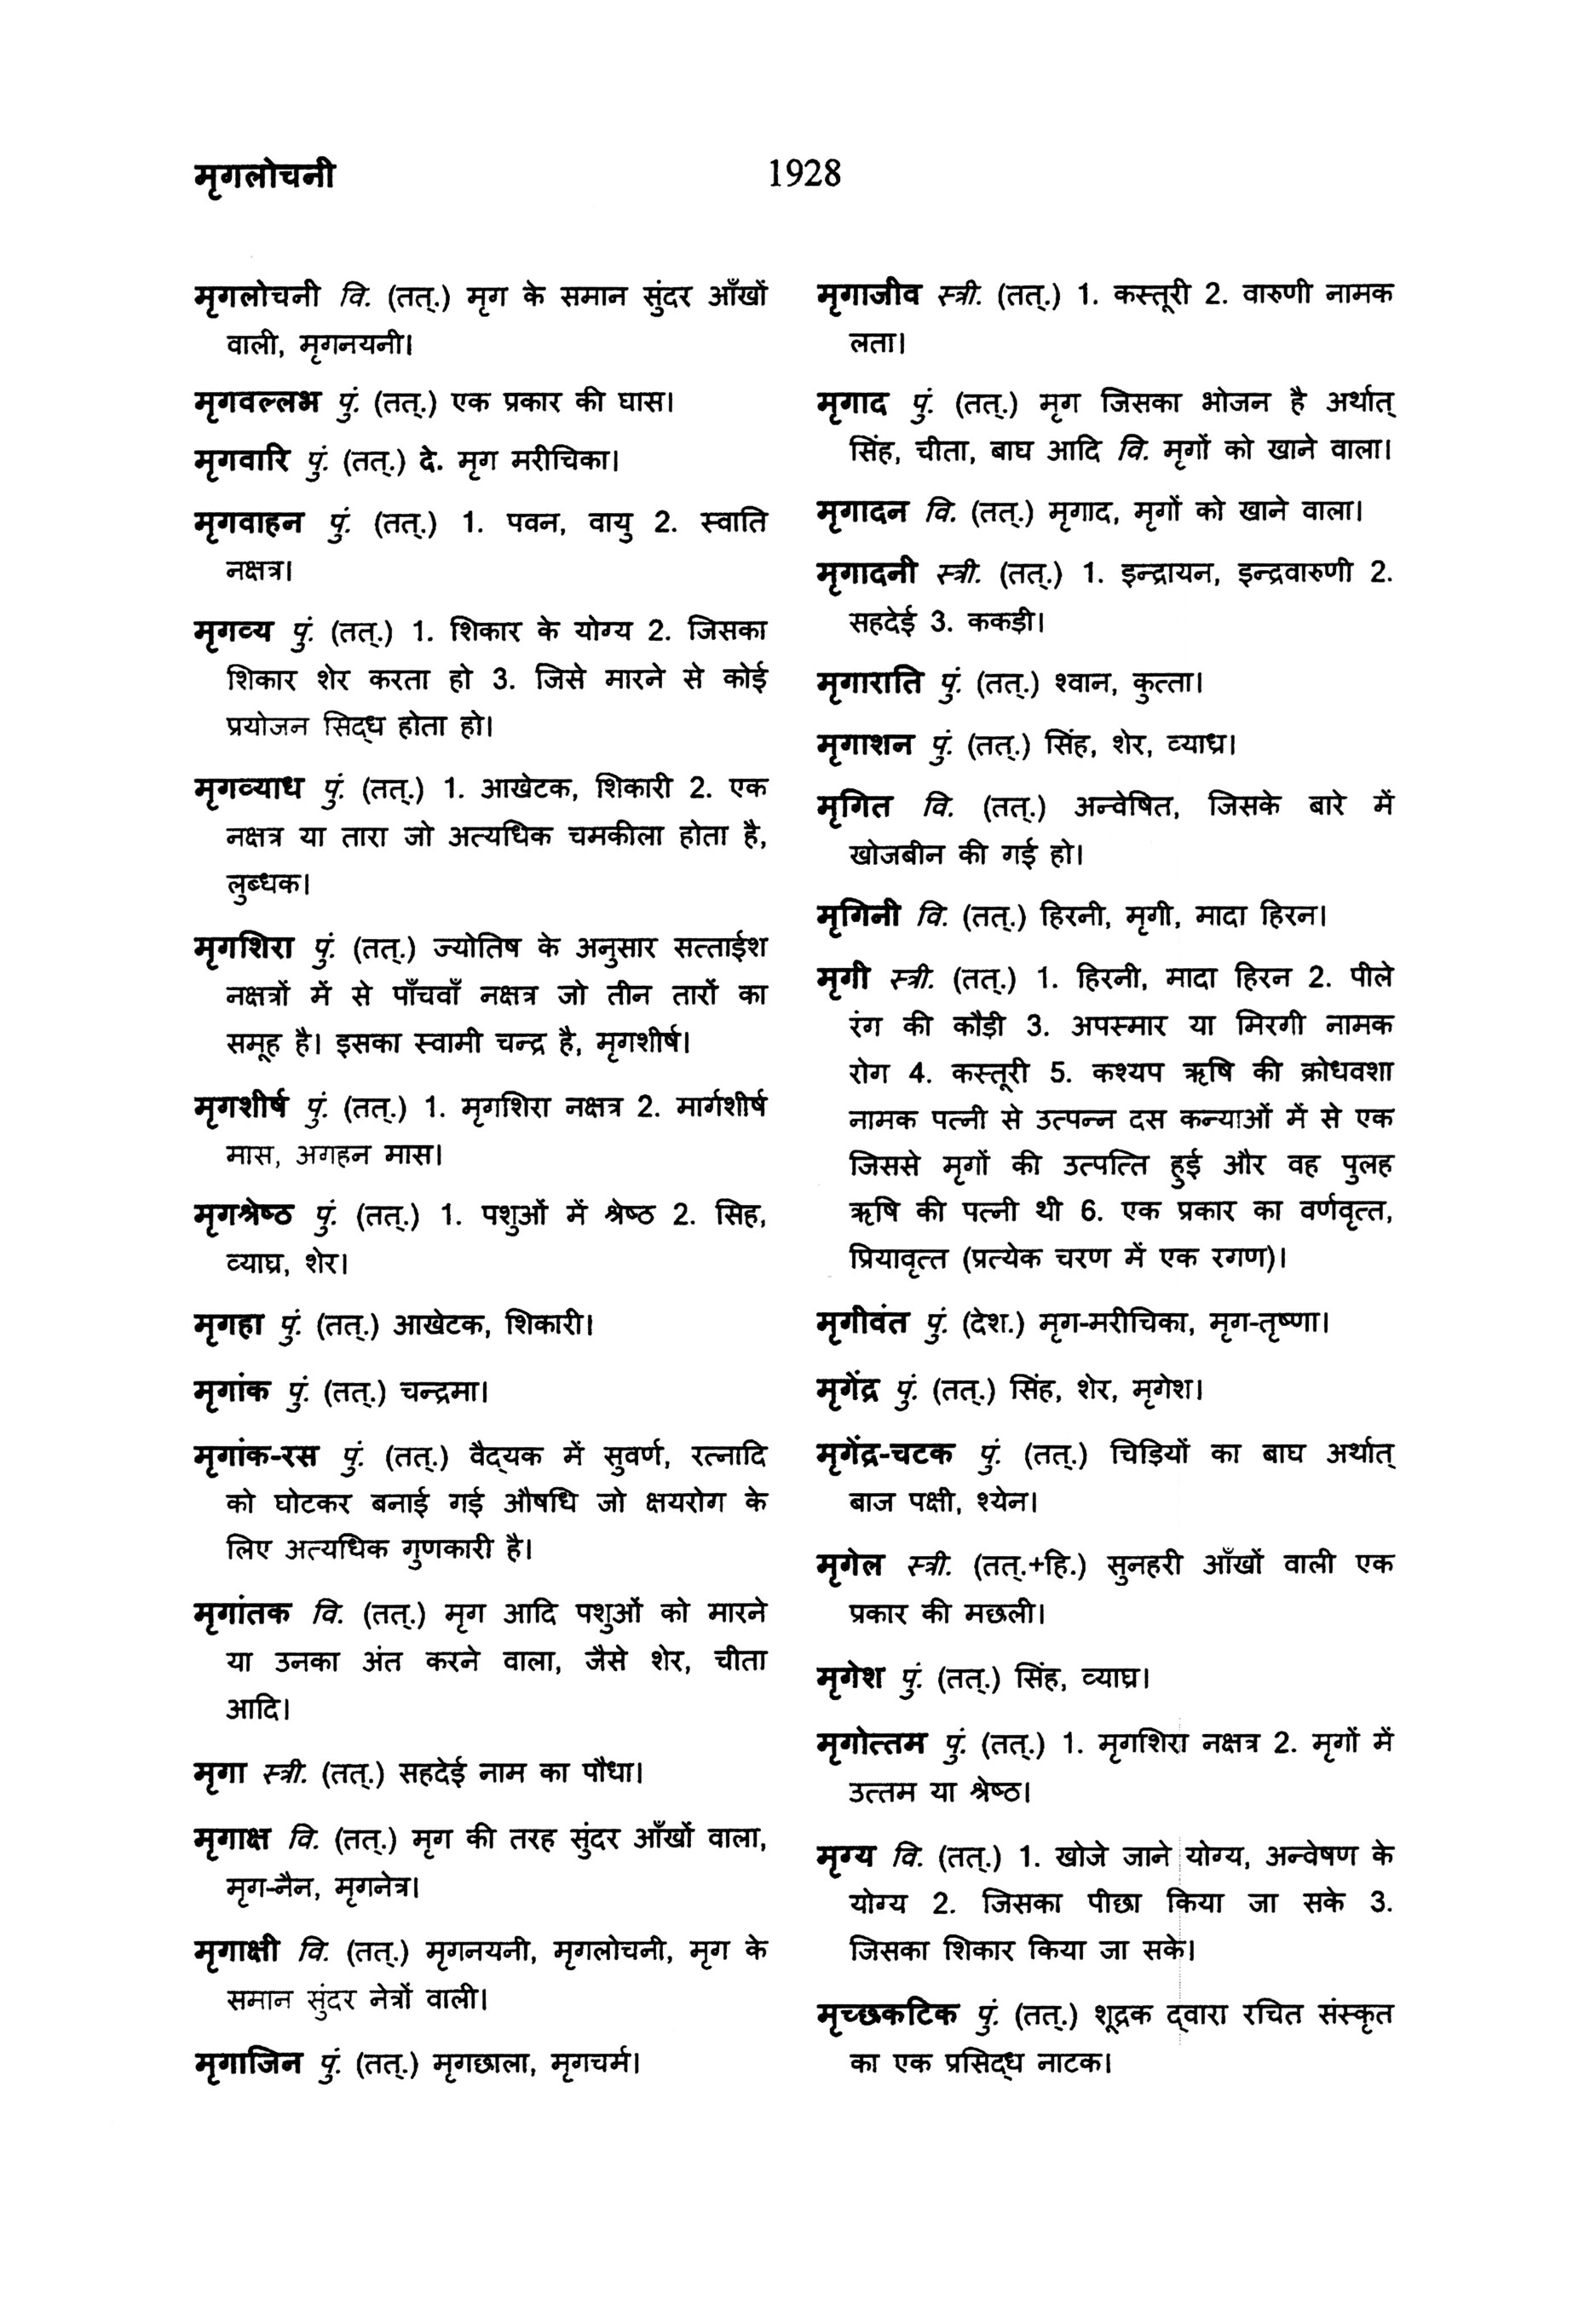 मृगलोचनी
1928
मृगलोचनी वि. (तत्.) मृग के समान सुंदर आँखों
वाली, मृगनयनी।
मृगवल्लभ पुं. (तत्.) एक प्रकार की घास।
मृगवारि पुं. (तत्.) दे. मृग मरीचिका।
मृगवाहन पुं. (तत्.) 1. पवन, वायु 2. स्वाति
नक्षत्र।
मृगव्य पुं. (तत्.) 1. शिकार के योग्य 2. जिसका
शिकार शेर करता हो 3. जिसे मारने से कोई
प्रयोजन सिद्ध होता हो।
मृगव्याध पुं. (तत्.) 1. आखेटक, शिकारी 2. एक
नक्षत्र या तारा जो अत्यधिक चमकीला होता है,
लुब्धक।
मृगशिरा पुं. (तत्.) ज्योतिष के अनुसार सत्ताईश
नक्षत्रों में से पाँचवाँ नक्षत्र जो तीन तारों का
समूह है। इसका स्वामी चन्द्र है, मृगशीर्ष।
मृगशीर्ष पुं. (तत्.) 1. मृगशिरा नक्षत्र 2. मार्गशीर्ष
मास, अगहन मास।
मृगश्रेष्ठ पुं. (तत्.) 1. पशुओं में श्रेष्ठ 2. सिह,
व्याघ्र, शेर।
मृगहा पुं. (तत्.) आखेटक, शिकारी।
मृगांक पुं. (तत्.) चन्द्रमा।
मृगांक-रस पुं. (तत्.) वैद्यक में सुवर्ण, रत्नादि
को घोटकर बनाई गई औषधि जो क्षयरोग के
लिए अत्यधिक गुणकारी है।
मृगांतक वि. (तत्.) मृग आदि पशुओं को मारने
या उनका अंत करने वाला, जैसे शेर, चीता
आदि।
मृगा स्त्री. (तत्.) सहदेई नाम का पौधा।
मृगाक्ष वि. (तत्.) मृग की तरह सुंदर आँखों वाला,
मृग-नैन, मृगनेत्र।
मृगाक्षी वि. (तत्.) मृगनयनी, मृगलोचनी, मृग के
समान सुंदर नेत्रों वाली।
मृगाजिन पुं. (तत्.) मृगछाला, मृगचर्म।
मृगाजीव स्त्री. (तत्.) 1. कस्तूरी 2. वारुणी नामक
लता।
मृगाद पुं. (तत्.) मृग जिसका भोजन है अर्थात्
सिंह, चीता, बाघ आदि वि. मृगों को खाने वाला।
मृगादन वि. (तत्.) मृगाद, मृगों को खाने वाला।
मृगादनी स्त्री. (तत्.) 1. इन्द्रायन, इन्द्रवारुणी 2.
सहदेई 3. ककड़ी।
मृगाराति पुं. (तत्.) श्वान, कुत्ता।
मृगाशन पुं. (तत्.) सिंह, शेर, व्याध्र।
मृगित वि. (तत्.) अन्वेषित, जिसके बारे में
खोजबीन की गई हो।
मृगिनी वि. (तत्.) हिरनी, मृगी, मादा हिरन।
मृगी स्त्री. (तत्.) 1. हिरनी, मादा हिरन 2. पीले
रंग की कौड़ी 3. अपस्मार या मिरगी नामक
रोग 4. कस्तूरी 5. कश्यप ऋषि की क्रोधवशा
नामक पत्नी से उत्पन्न दस कन्याओं में से एक
जिससे मृगों की उत्पत्ति हुई और वह पुलह
ऋषि की पत्नी थी 6. एक प्रकार का वर्णवृत्त,
प्रियावृत्त (प्रत्येक चरण में एक रगण)।
मृगीवंत पुं. (देश.) मृग-मरीचिका, मृग-तृष्णा।
मृगेंद्र पुं. (तत्.) सिंह, शेर, मृगेश।
मृगेंद्र-चटक पुं. (तत्.) चिड़ियों का बाघ अर्थात्
बाज पक्षी, श्येन।
मृगेल स्त्री. (तत्.+हि.) सुनहरी आँखों वाली एक
प्रकार की मछली।
मृगेश पुं. (तत्.) सिंह, व्याघ्र।
मृगोत्तम पुं. (तत्.) 1. मृगशिरा नक्षत्र 2. मृगों में
उत्तम या श्रेष्ठ।
मृग्य वि. (तत्.) 1. खोजे जाने योग्य, अन्वेषण के
योग्य 2. जिसका पीछा किया जा सके 3.
जिसका शिकार किया जा सके।
मृच्छकटिक पुं. (तत्.) शूद्रक द्वारा रचित संस्कृत
का एक प्रसिद्ध नाटक।